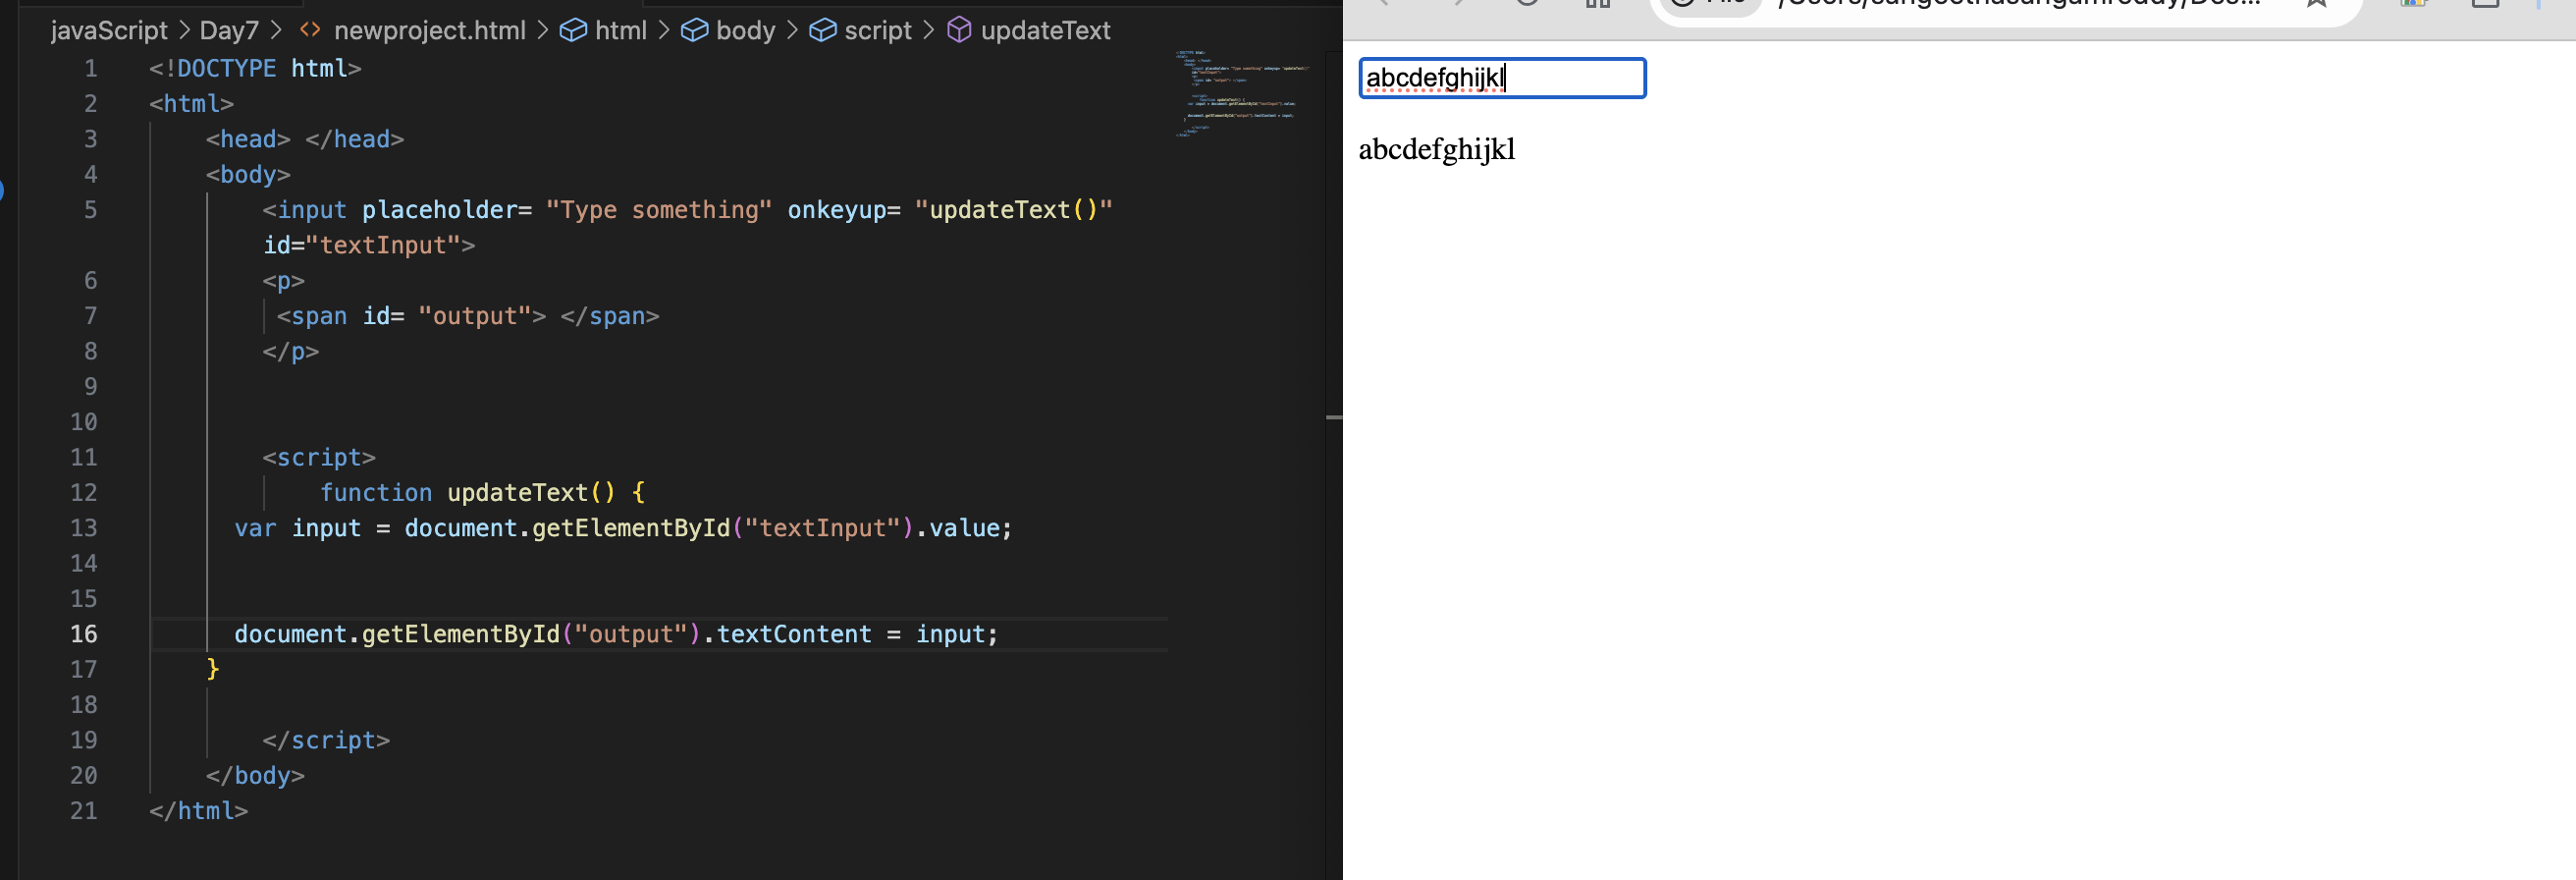 javaScript > Day7 > <> newproject.html > html > body > script > updateText
1 <!DOCTYPE html>
2 <html>
3 <head> </head>
4 <body>
5 <input placeholder= "Type something" onkeyup= "updateText()"
id="textInput">
6 <p>
7 <span id= "output"> </span>
8 </p>
9
10
11 <script>
12 function updateText() {
13 var input = document.getElementById("textInput").value;
14
15
16 document.getElementById("output").textContent = input;
17 }
18
19 </script>
20 </body>
21 </html>
abcdefghijkl
abcdefghijkl